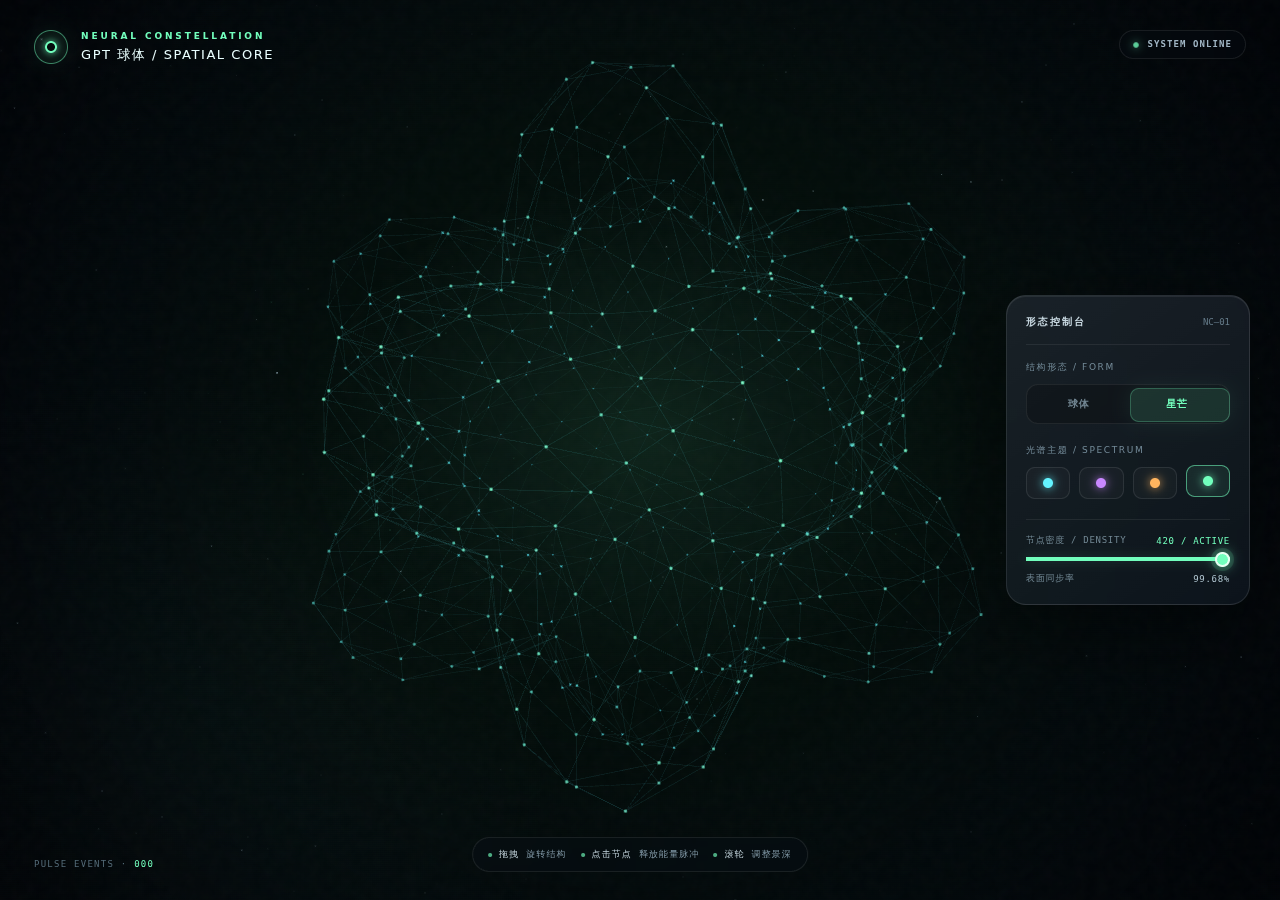 NEURAL CONSTELLATION
GPT 球体 / SPATIAL CORE
SYSTEM ONLINE
形态控制台
NC—01
结构形态 / FORM
球体
星芒
光谱主题 / SPECTRUM
节点密度 / DENSITY
420 / ACTIVE
表面同步率
99.68%
拖拽 旋转结构
点击节点 释放能量脉冲
滚轮 调整景深
PULSE EVENTS · 000